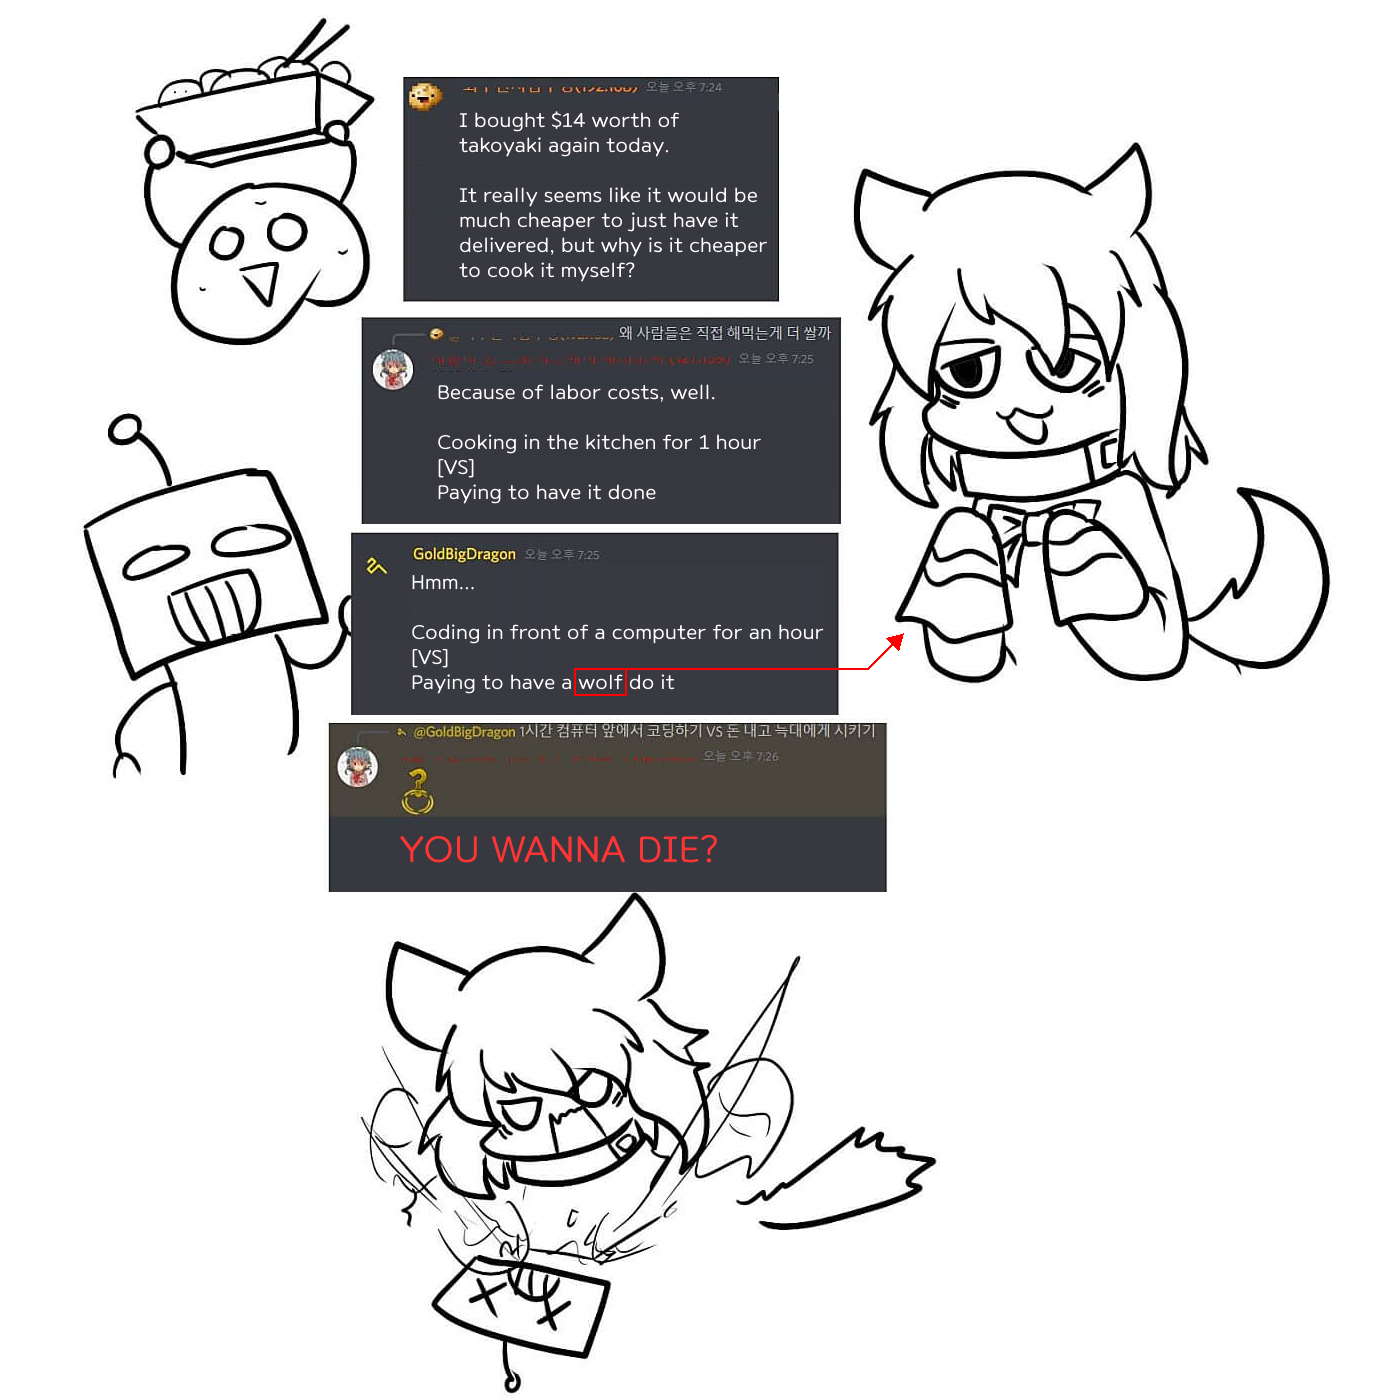 오늘 오후 7:24
I bought $14 worth of
takoyaki again today.
It really seems like it would be
much cheaper to just have it
delivered, but why is it cheaper
to cook it myself?
왜 사람들은 직접 해먹는게 더 쌀까
오늘 오후 7:25
Because of labor costs, well.
Cooking in the kitchen for 1 hour
[VS]
Paying to have it done
GoldBigDragon 오늘 오후 7:25
Hmm...
Coding in front of a computer for an hour
[VS]
Paying to have a wolf do it
@GoldBigDragon 1시간 컴퓨터 앞에서 코딩하기 VS 돈 내고 늑대에게 시키기
오늘 오후 7:26
?
YOU WANNA DIE?